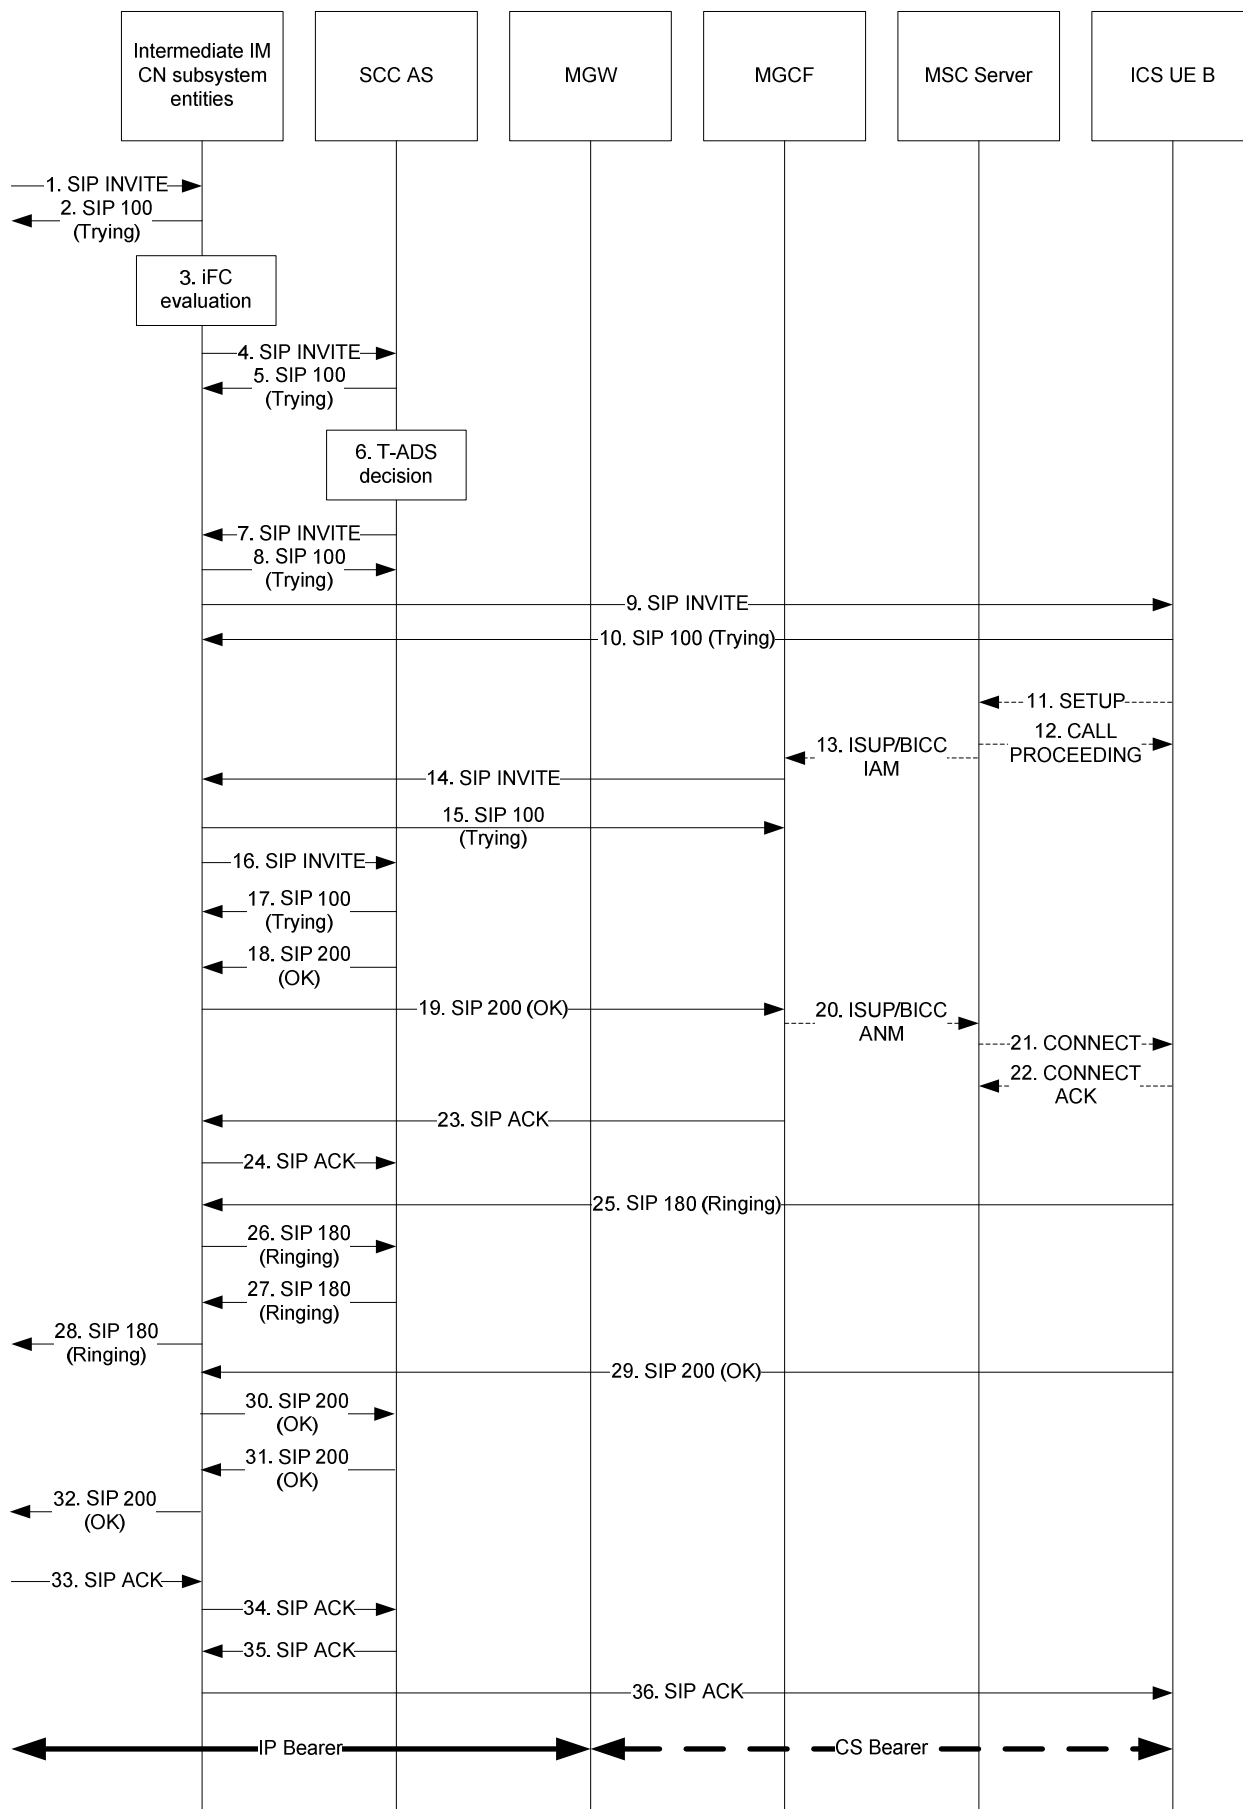 Intermediate IM
CN subsystem
entities
SCC AS
MGW
MGCF
MSC Server
ICS UE B
1. SIP INVITE
2. SIP 100
(Trying)
3. iFC
evaluation
4. SIP INVITE
5. SIP 100
(Trying)
6. T-ADS
decision
7. SIP INVITE
8. SIP 100
(Trying)
9. SIP INVITE
10. SIP 100 (Trying)
11. SETUP
12. CALL
PROCEEDING
13. ISUP/BICC
IAM
14. SIP INVITE
15. SIP 100
(Trying)
16. SIP INVITE
17. SIP 100
(Trying)
18. SIP 200
(OK)
19. SIP 200 (OK)
20. ISUP/BICC
ANM
21. CONNECT
22. CONNECT
ACK
23. SIP ACK
24. SIP ACK
25. SIP 180 (Ringing)
26. SIP 180
(Ringing)
27. SIP 180
(Ringing)
28. SIP 180
(Ringing)
29. SIP 200 (OK)
30. SIP 200
(OK)
31. SIP 200
(OK)
32. SIP 200
(OK)
33. SIP ACK
34. SIP ACK
35. SIP ACK
36. SIP ACK
IP Bearer
CS Bearer